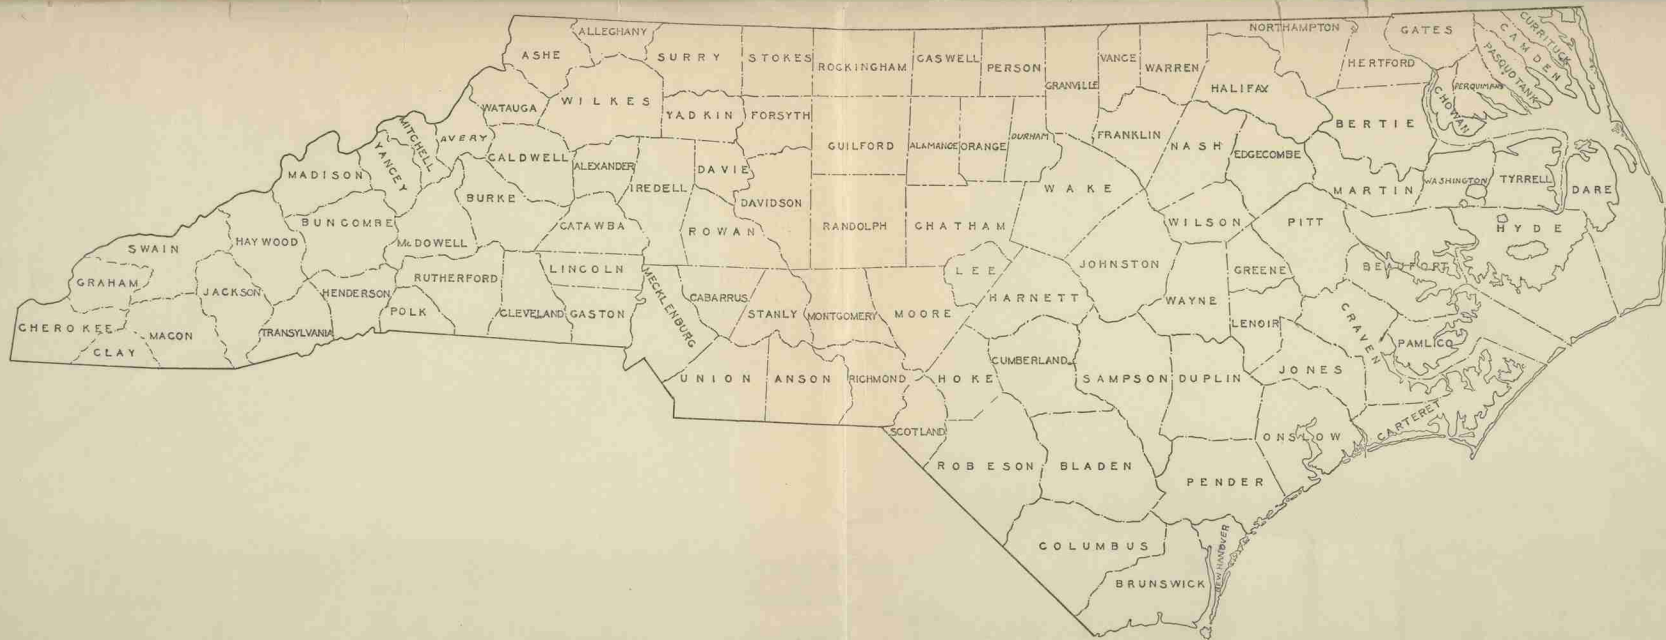 ALLEGHANY
ASHE
SURRY
STOKES
ROCKINGHAM
CASWELL
PERSON
GRANVILLE
VANCE
WARREN
NORTHAMPTON
GATES
CURRITUCK
CAMDEN
PASQUOTANK
PERQUIMANS
CHOWAN
HERTFORD
HALIFAX
WATAUGA
WILKES
YADKIN
FORSYTH
GUILFORD
ALAMANCE
ORANGE
DURHAM
FRANKLIN
NASH
EDGECOMBE
BERTIE
MITCHELL
AVERY
YANCEY
MADISON
CALDWELL
ALEXANDER
IREDELL
DAVIE
DAVIDSON
WAKE
MARTIN
WASHINGTON
TYRRELL
DARE
BURKE
BUNCOMBE
McDOWELL
CATAWBA
ROWAN
RANDOLPH
CHATHAM
WILSON
PITT
HYDE
SWAIN
HAYWOOD
GRAHAM
JACKSON
HENDERSON
RUTHERFORD
POLK
LINCOLN
CLEVELAND
GASTON
MECKLENBURG
CABARRUS
STANLY
MONTGOMERY
MOORE
LEE
HARNETT
JOHNSTON
WAYNE
GREENE
LENOIR
BEAUFORT
CRAVEN
PAMLICO
CHEROKEE
CLAY
MACON
TRANSYLVANIA
UNION
ANSON
RICHMOND
HOKE
CUMBERLAND
SAMPSON
DUPLIN
JONES
CARTERET
ONSLOW
SCOTLAND
ROBESON
BLADEN
PENDER
COLUMBUS
BRUNSWICK
NEW HANOVER